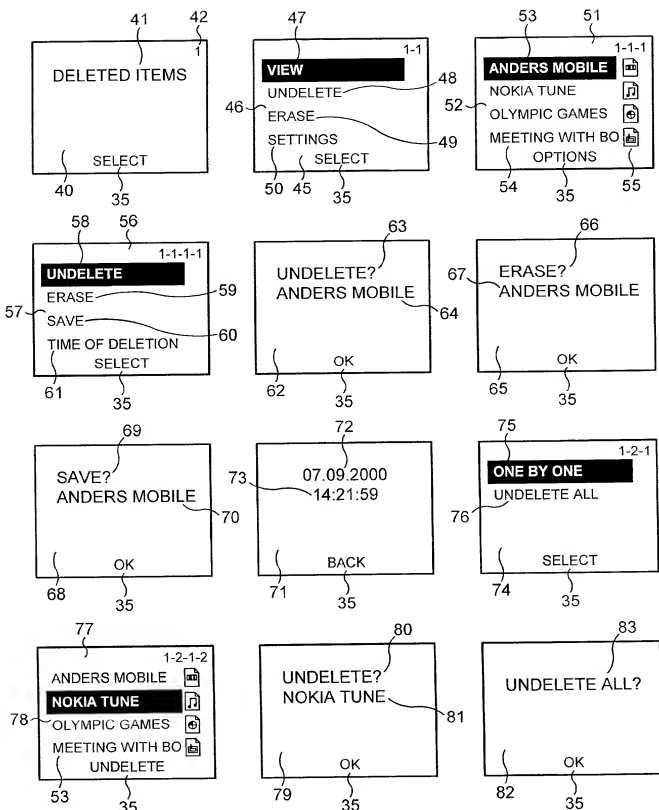 41
42
1
DELETED ITEMS
40
SELECT
35
47
1-1
VIEW
UNDELETE
48
46
ERASE
49
SETTINGS
50
45
SELECT
35
53
51
1-1-1
ANDERS MOBILE
NOKIA TUNE
52
OLYMPIC GAMES
MEETING WITH BO
54
OPTIONS
35
55
58
56
1-1-1-1
UNDELETE
ERASE
59
57
SAVE
60
TIME OF DELETION
61
SELECT
35
63
UNDELETE?
ANDERS MOBILE
64
62
OK
35
66
ERASE?
67
ANDERS MOBILE
65
OK
35
69
SAVE?
ANDERS MOBILE
70
68
OK
35
72
07.09.2000
73
14:21:59
71
BACK
35
75
1-2-1
ONE BY ONE
76
UNDELETE ALL
74
SELECT
35
77
1-2-1-2
ANDERS MOBILE
NOKIA TUNE
78
OLYMPIC GAMES
MEETING WITH BO
53
UNDELETE
35
80
UNDELETE?
NOKIA TUNE
81
79
OK
35
83
UNDELETE ALL?
82
OK
35